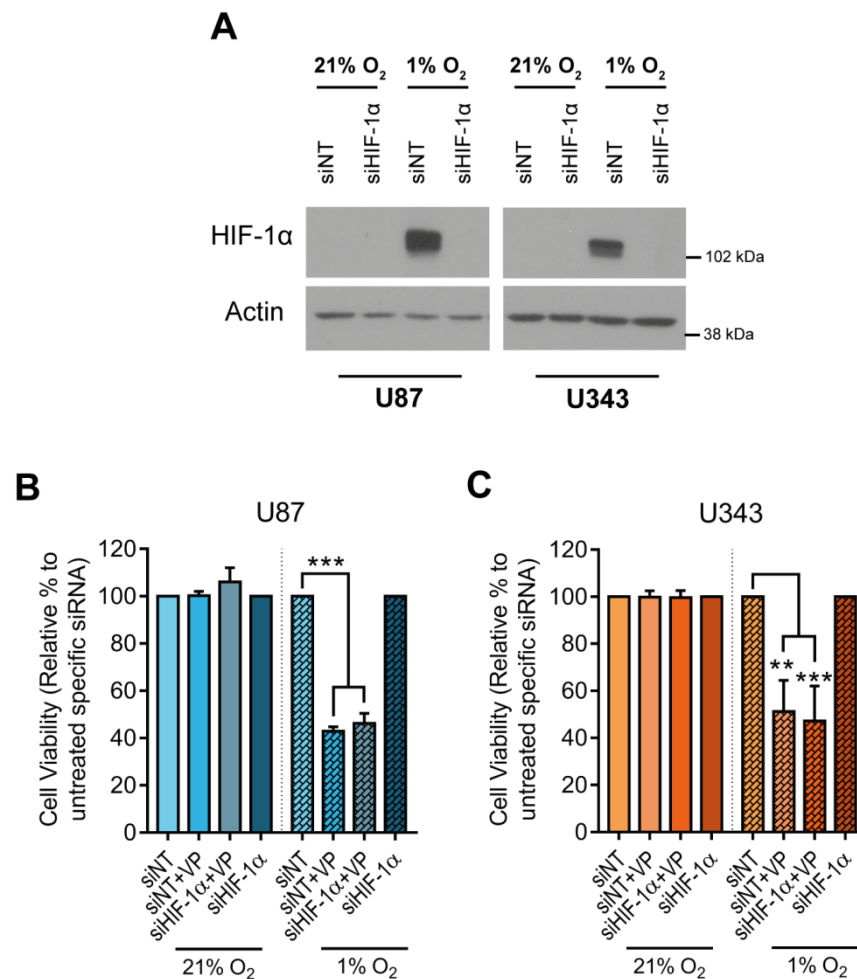 A
21% O₂ 1% O₂ 21% O₂ 1% O₂
siNT siHIF-1α siNT siHIF-1α siNT siHIF-1α siNT siHIF-1α
HIF-1α
102 kDa
Actin
38 kDa
U87 U343
B
U87
Cell Viability (Relative % to
untreated specific siRNA)
120
100
80
60
40
20
0
***
siNT siNT+VP siHIF-1α+VP siHIF-1α siNT siNT+VP siHIF-1α+VP siHIF-1α
21% O₂ 1% O₂
C
U343
Cell Viability (Relative % to
untreated specific siRNA)
120
100
80
60
40
20
0
** ***
siNT siNT+VP siHIF-1α+VP siHIF-1α siNT siNT+VP siHIF-1α+VP siHIF-1α
21% O₂ 1% O₂